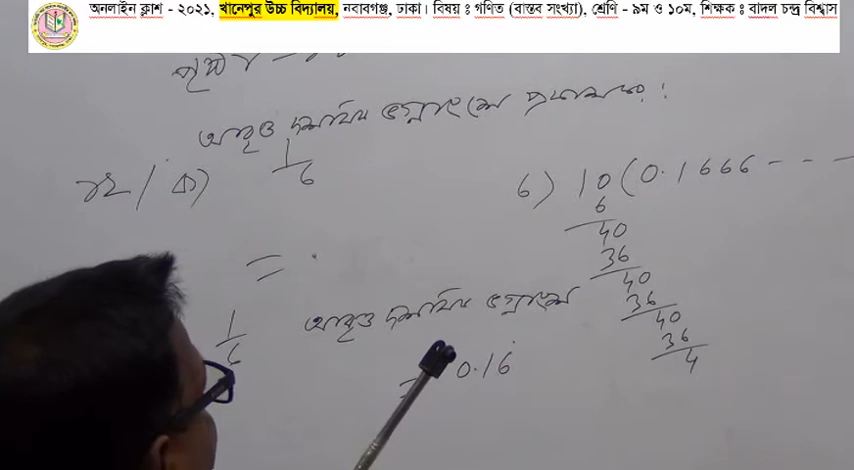 অনলাইন ক্লাশ - ২০২১, খানেপুর উচ্চ বিদ্যালয়, নবাবগঞ্জ, ঢাকা। বিষয় ঃ গণিত (বাস্তব সংখ্যা), শ্রেণি - ৯ম ও ১০ম, শিক্ষক ঃ বাদল চন্দ্র বিশ্বাস
আবৃত্ত দশমিক ভগ্নাংশে প্রকাশ কর :
১২/ ক) 1/6
6) 10 (0.1666 - - -
6
40
36
40
36
40
36
4
=
1/6 আবৃত্ত দশমিক ভগ্নাংশে
= 0.16̇